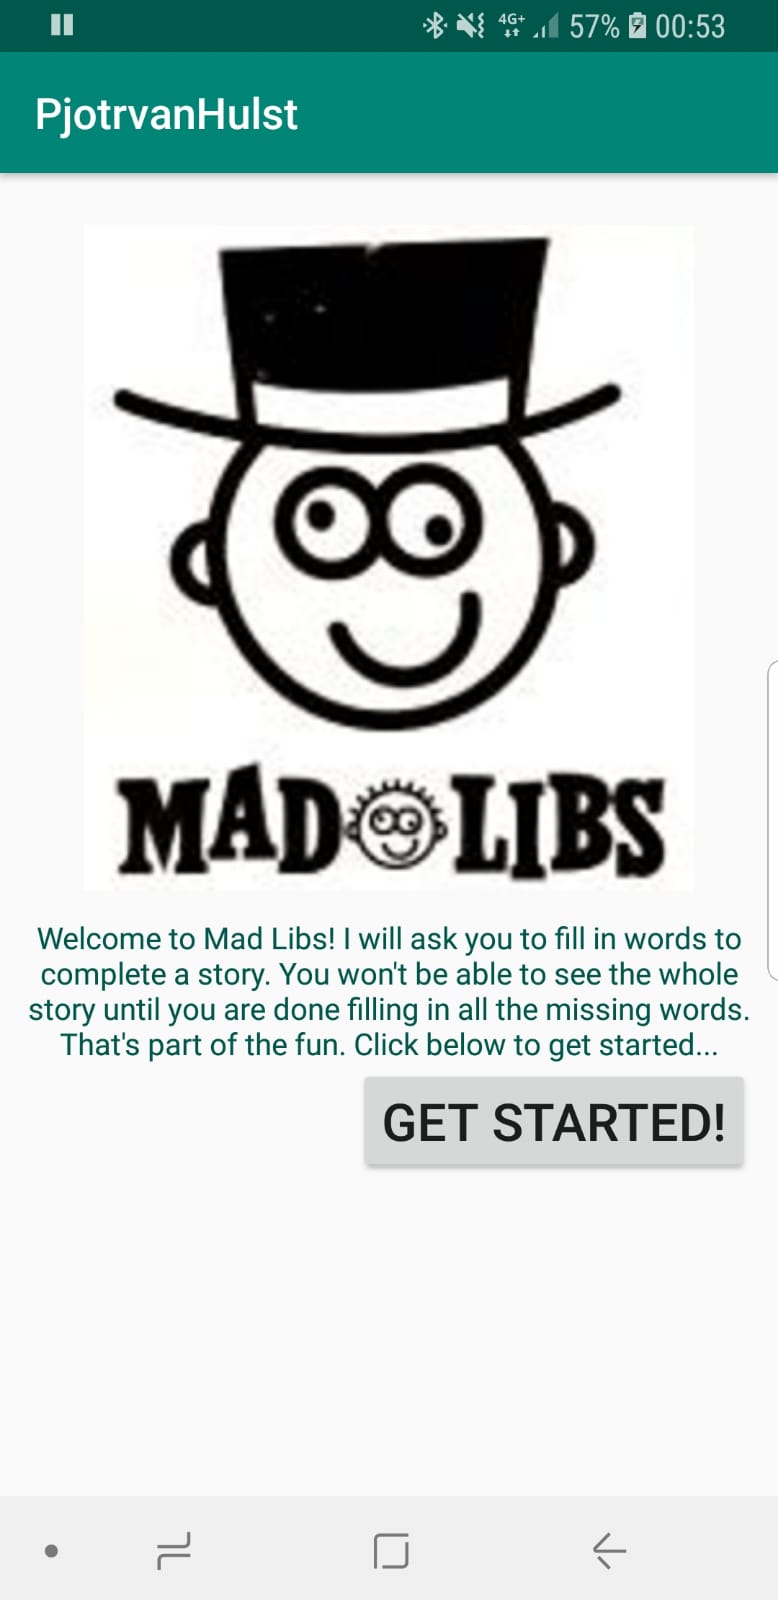 4G+ 57% 00:53
PjotrvanHulst
MAD LIBS
Welcome to Mad Libs! I will ask you to fill in words to
complete a story. You won't be able to see the whole
story until you are done filling in all the missing words.
That's part of the fun. Click below to get started...
GET STARTED!